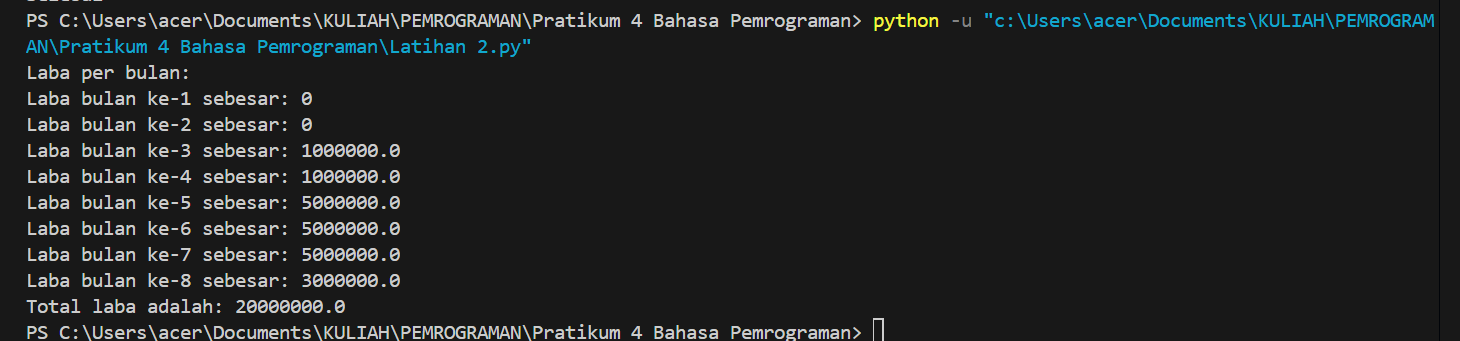 PS C:\Users\acer\Documents\KULIAH\PEMROGRAMAN\Pratikum 4 Bahasa Pemrograman> python -u "c:\Users\acer\Documents\KULIAH\PEMROGRAM
AN\Pratikum 4 Bahasa Pemrograman\Latihan 2.py"
Laba per bulan:
Laba bulan ke-1 sebesar: 0
Laba bulan ke-2 sebesar: 0
Laba bulan ke-3 sebesar: 1000000.0
Laba bulan ke-4 sebesar: 1000000.0
Laba bulan ke-5 sebesar: 5000000.0
Laba bulan ke-6 sebesar: 5000000.0
Laba bulan ke-7 sebesar: 5000000.0
Laba bulan ke-8 sebesar: 3000000.0
Total laba adalah: 20000000.0
PS C:\Users\acer\Documents\KULIAH\PEMROGRAMAN\Pratikum 4 Bahasa Pemrograman>